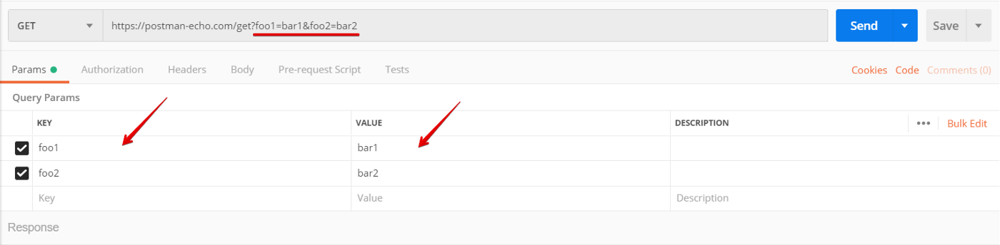 GET https://postman-echo.com/get?foo1=bar1&foo2=bar2 Send Save
Params Authorization Headers Body Pre-request Script Tests Cookies Code Comments (0)
Query Params
KEY VALUE DESCRIPTION ••• Bulk Edit
foo1 bar1
foo2 bar2
Key Value Description
Response